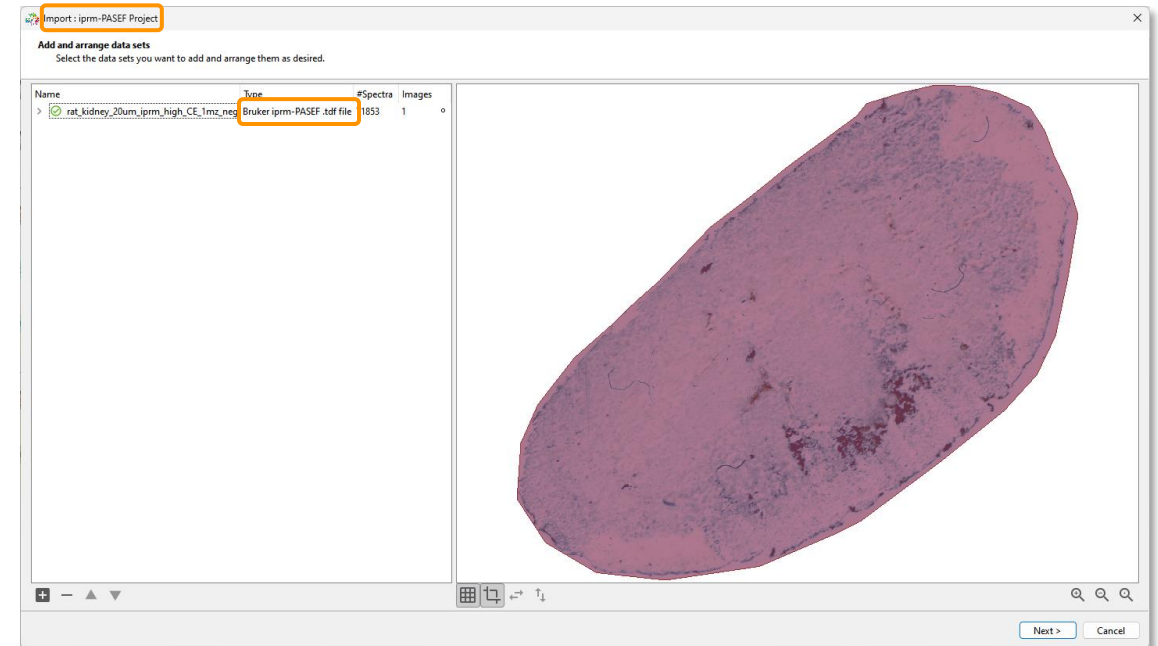 Import : iprm-PASEF Project
Add and arrange data sets
Select the data sets you want to add and arrange them as desired.
Name Type #Spectra Images
rat_kidney_20um_iprm_high_CE_1mz_neg Bruker iprm-PASEF .tdf file 1853 1
Next > Cancel